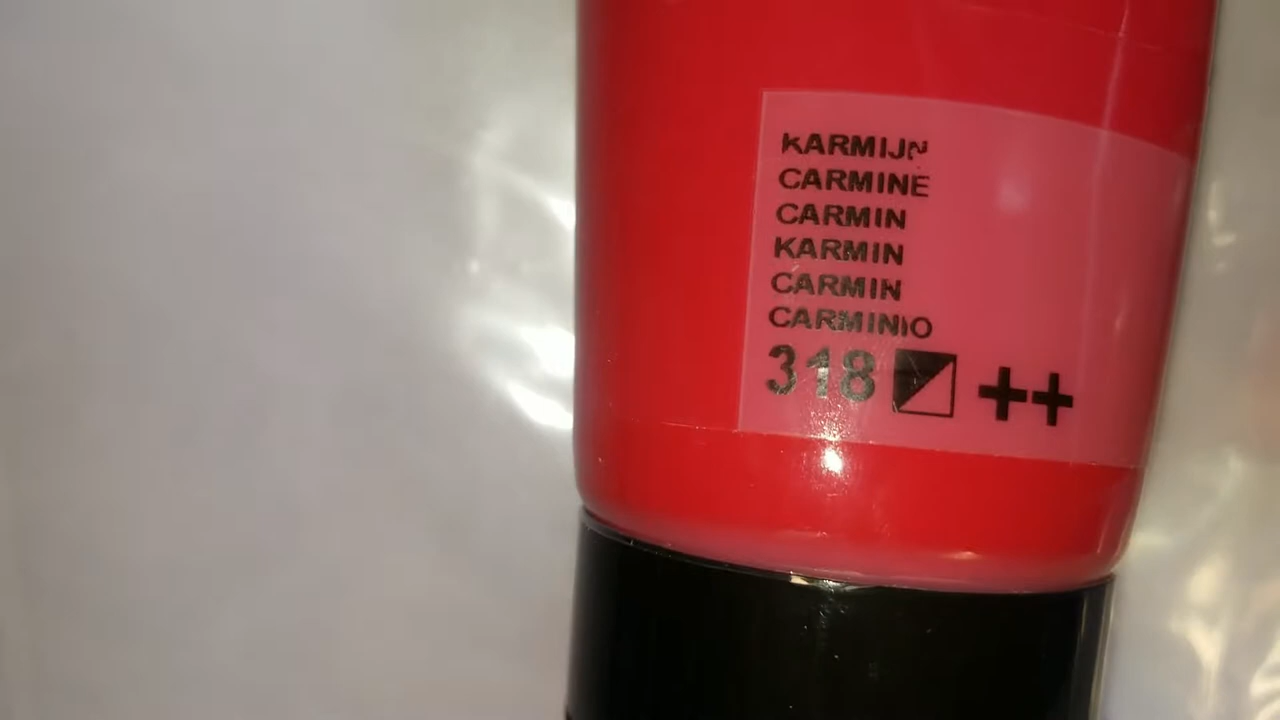 KARMIJN
CARMINE
CARMIN
KARMIN
CARMIN
CARMINIO
318 ++